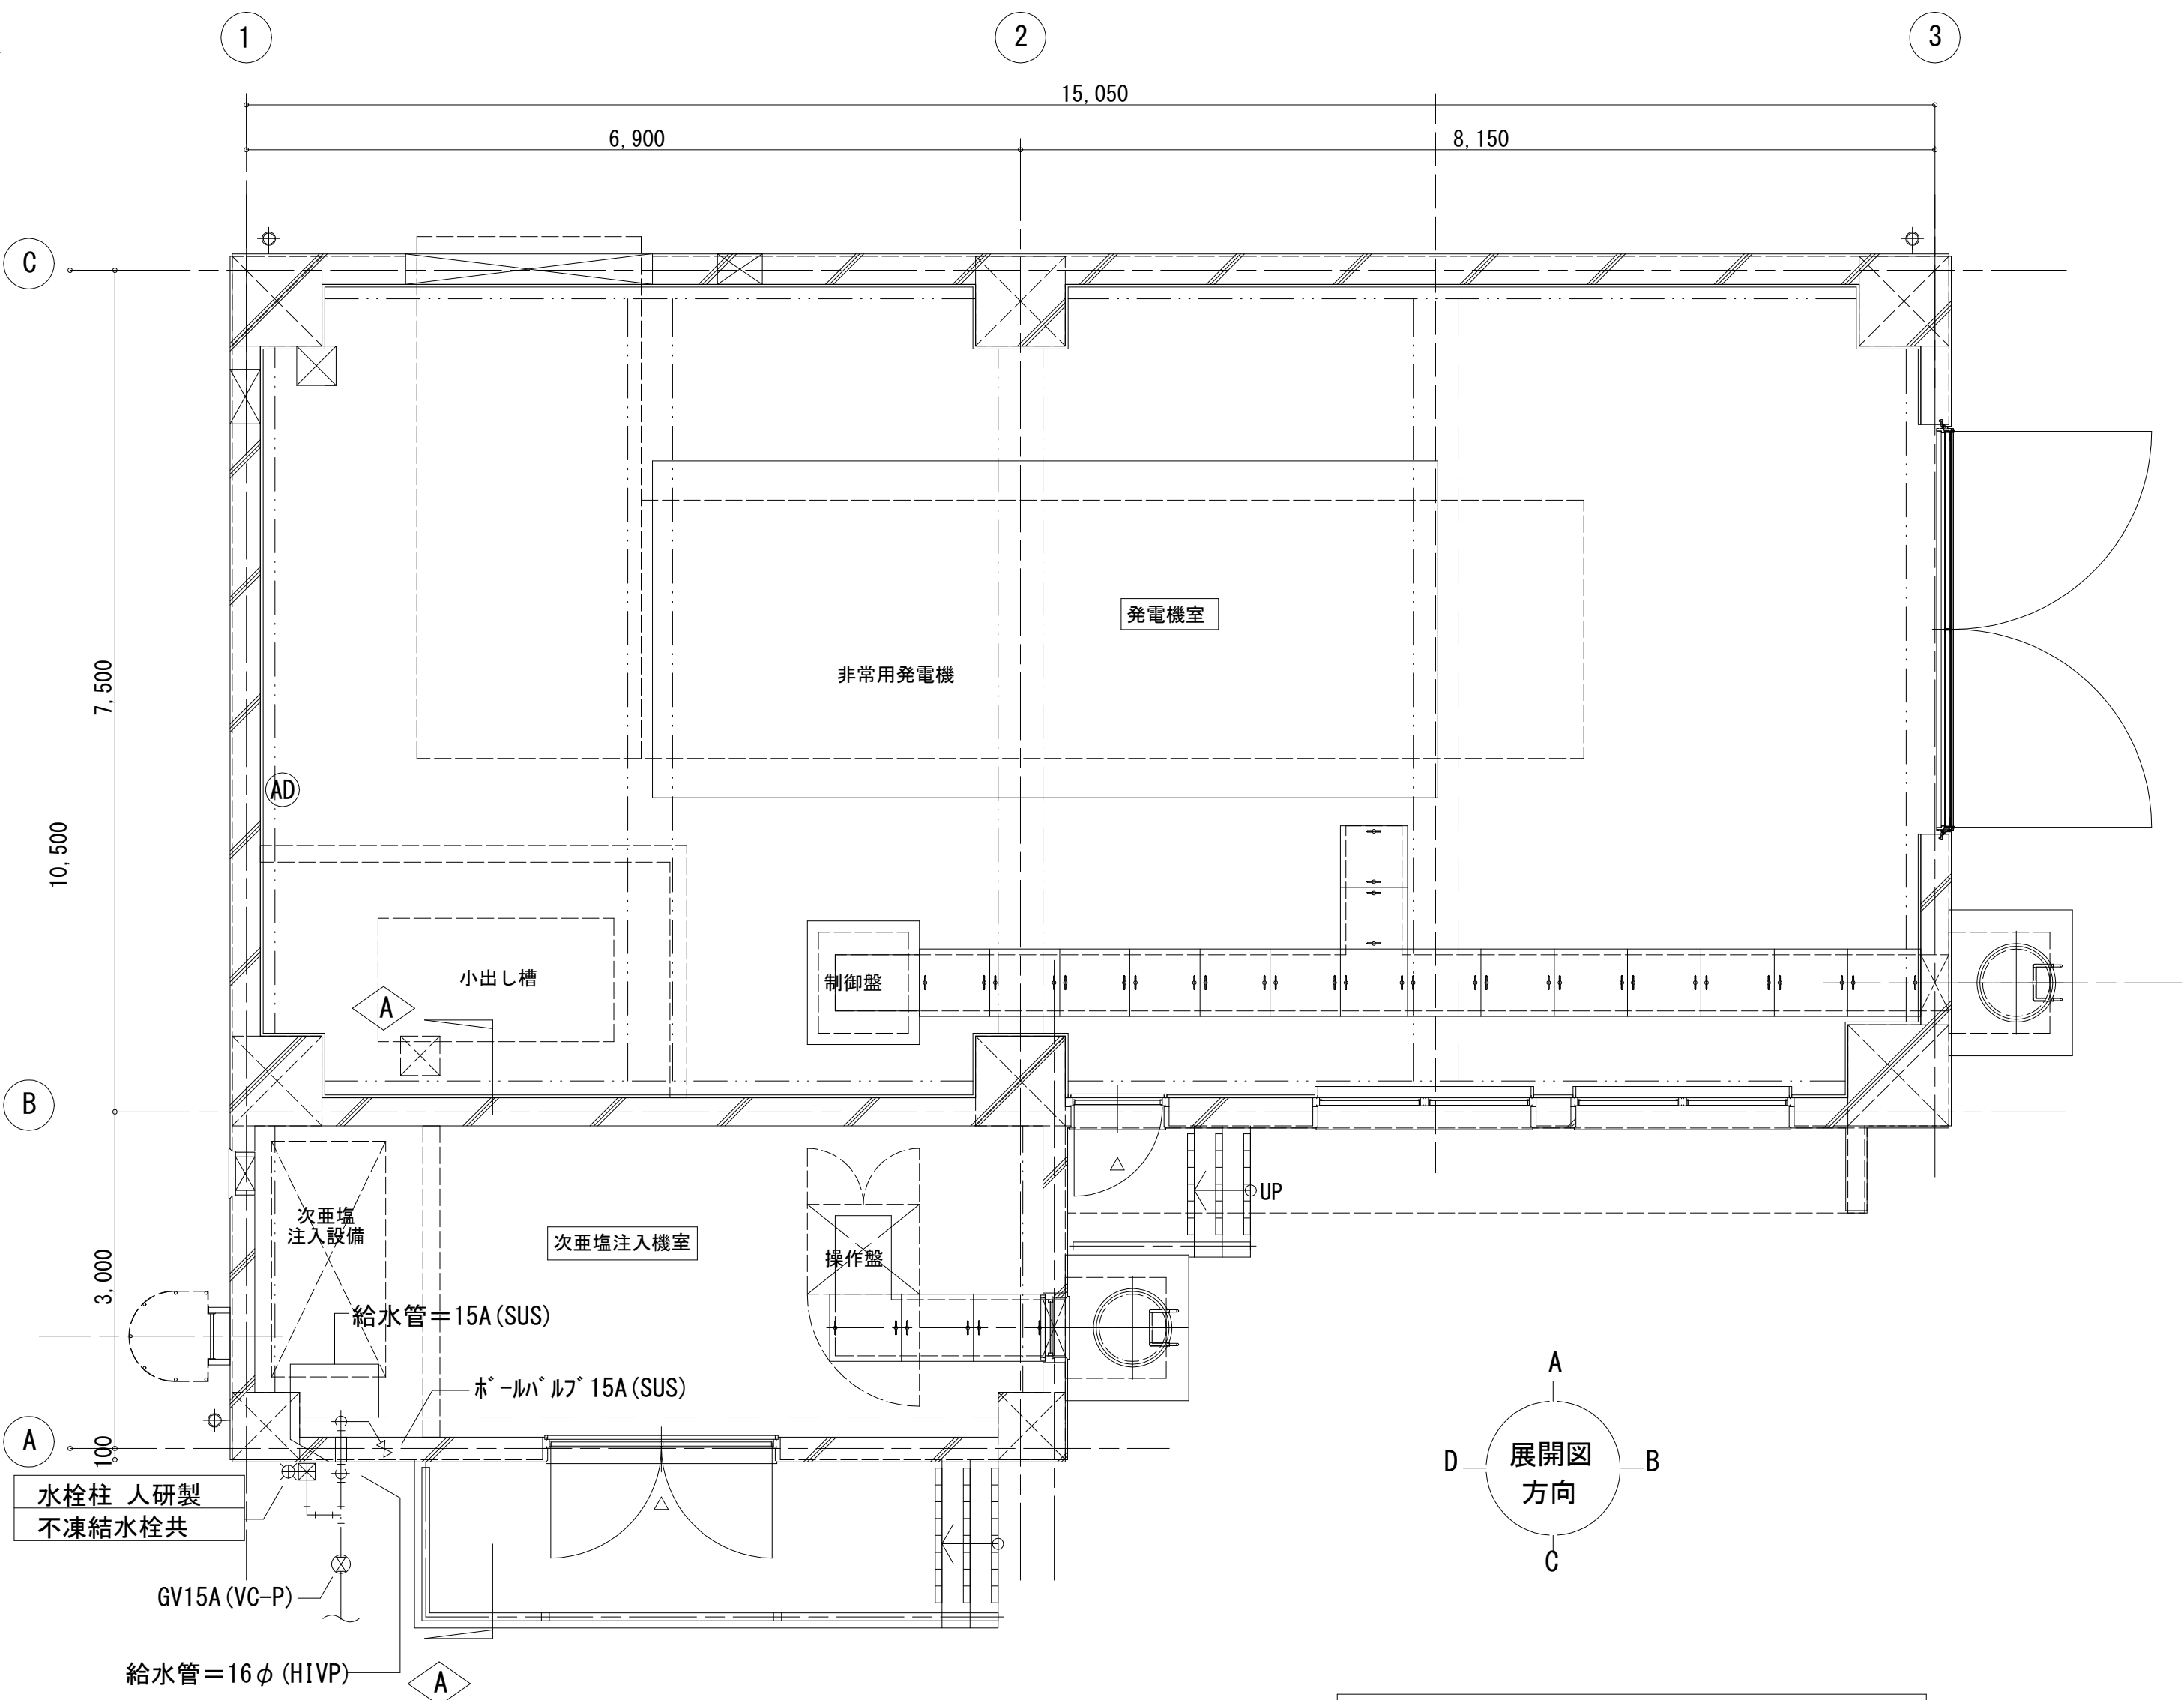 1
2
3
15,050
6,900
8,150
C
発電機室
非常用発電機
7,500
AD
10,500
小出し槽
制御盤
A
B
UP
次亜塩
注入設備
次亜塩注入機室
操作盤
3,000
給水管＝15A(SUS)
ﾎﾞｰﾙﾊﾞﾙﾌﾞ15A(SUS)
A
100
A
D
展開図
方向
B
C
水栓柱 人研製
不凍結水栓共
GV15A(VC-P)
給水管＝16φ(HIVP)
A